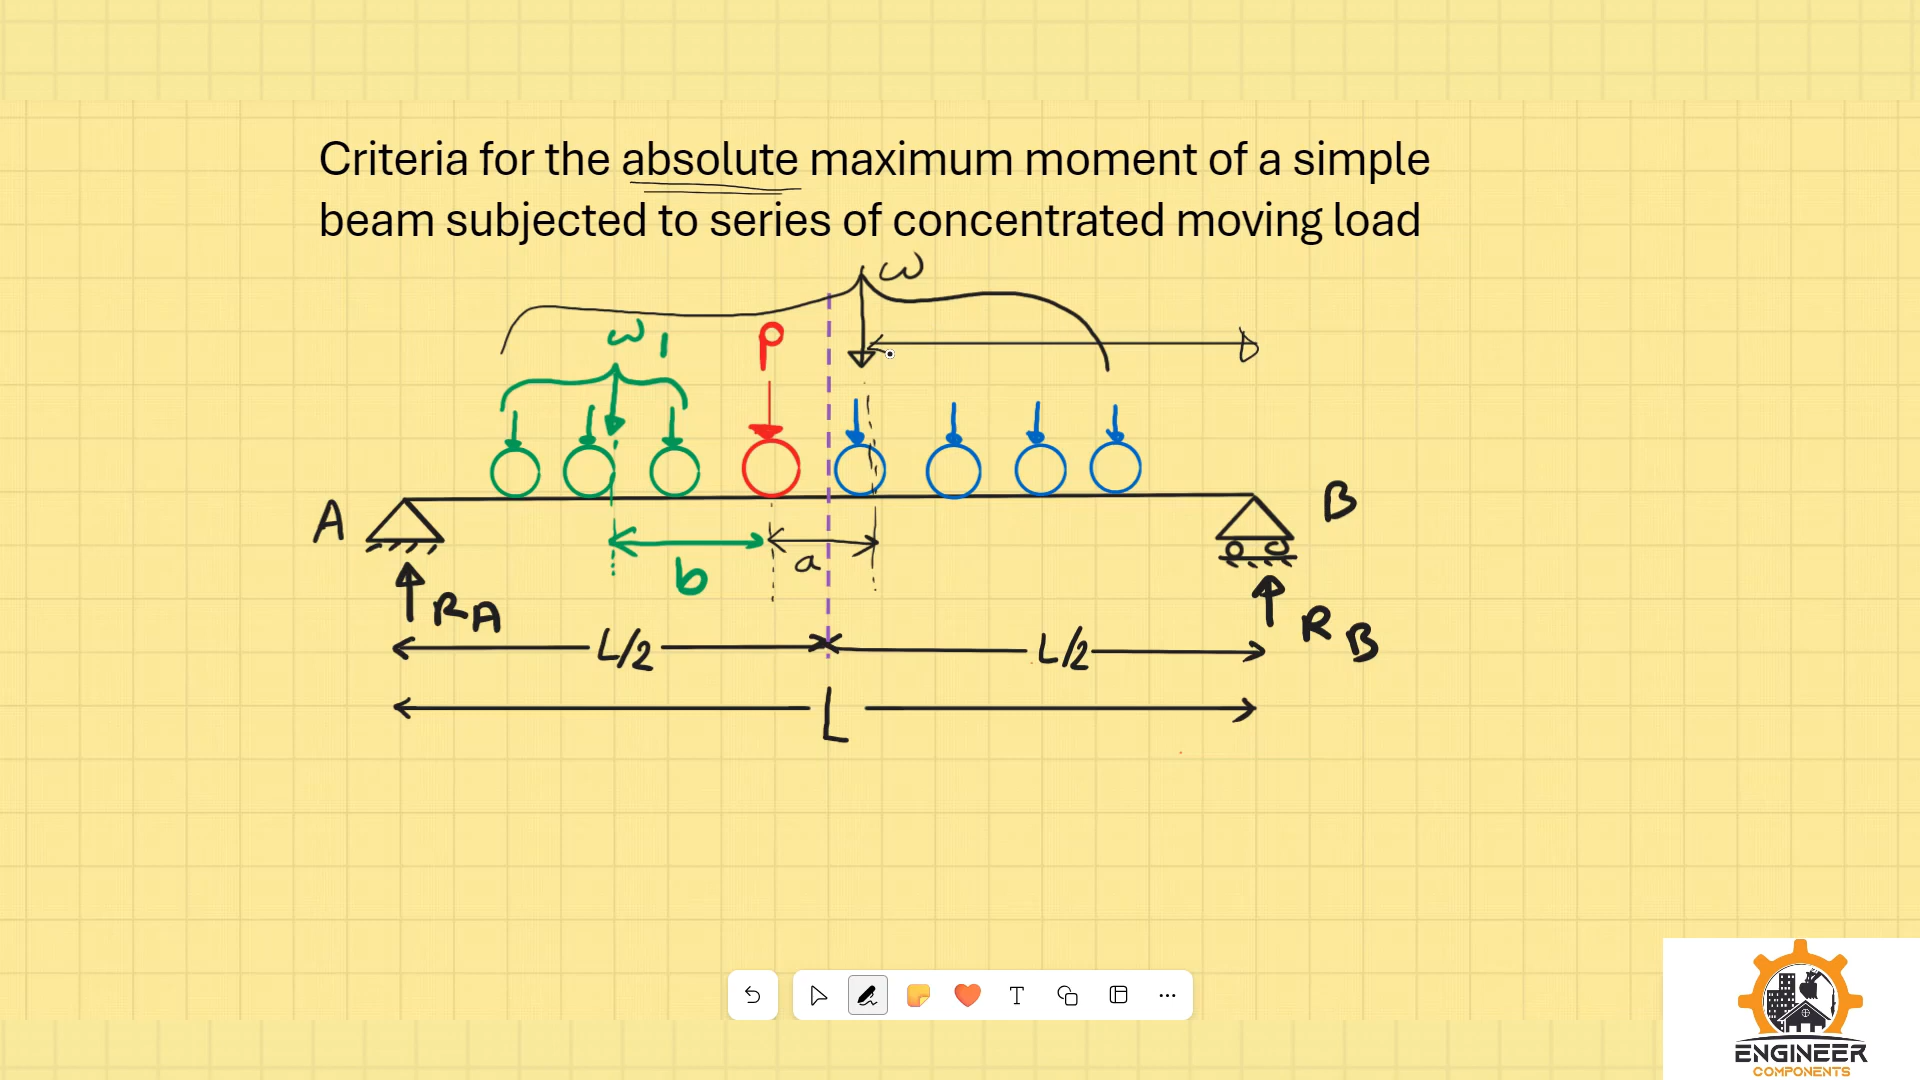 Criteria for the absolute maximum moment of a simple
beam subjected to series of concentrated moving load
ω
ω1
P
A
B
b
a
RA
RB
L/2
L/2
L
T
ENGINEER
COMPONENTS